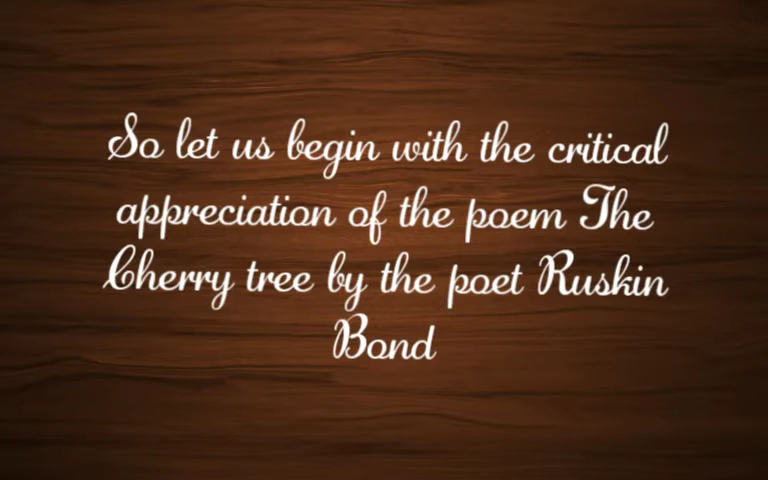 So let us begin with the critical
appreciation of the poem The
Cherry tree by the poet Ruskin
Bond